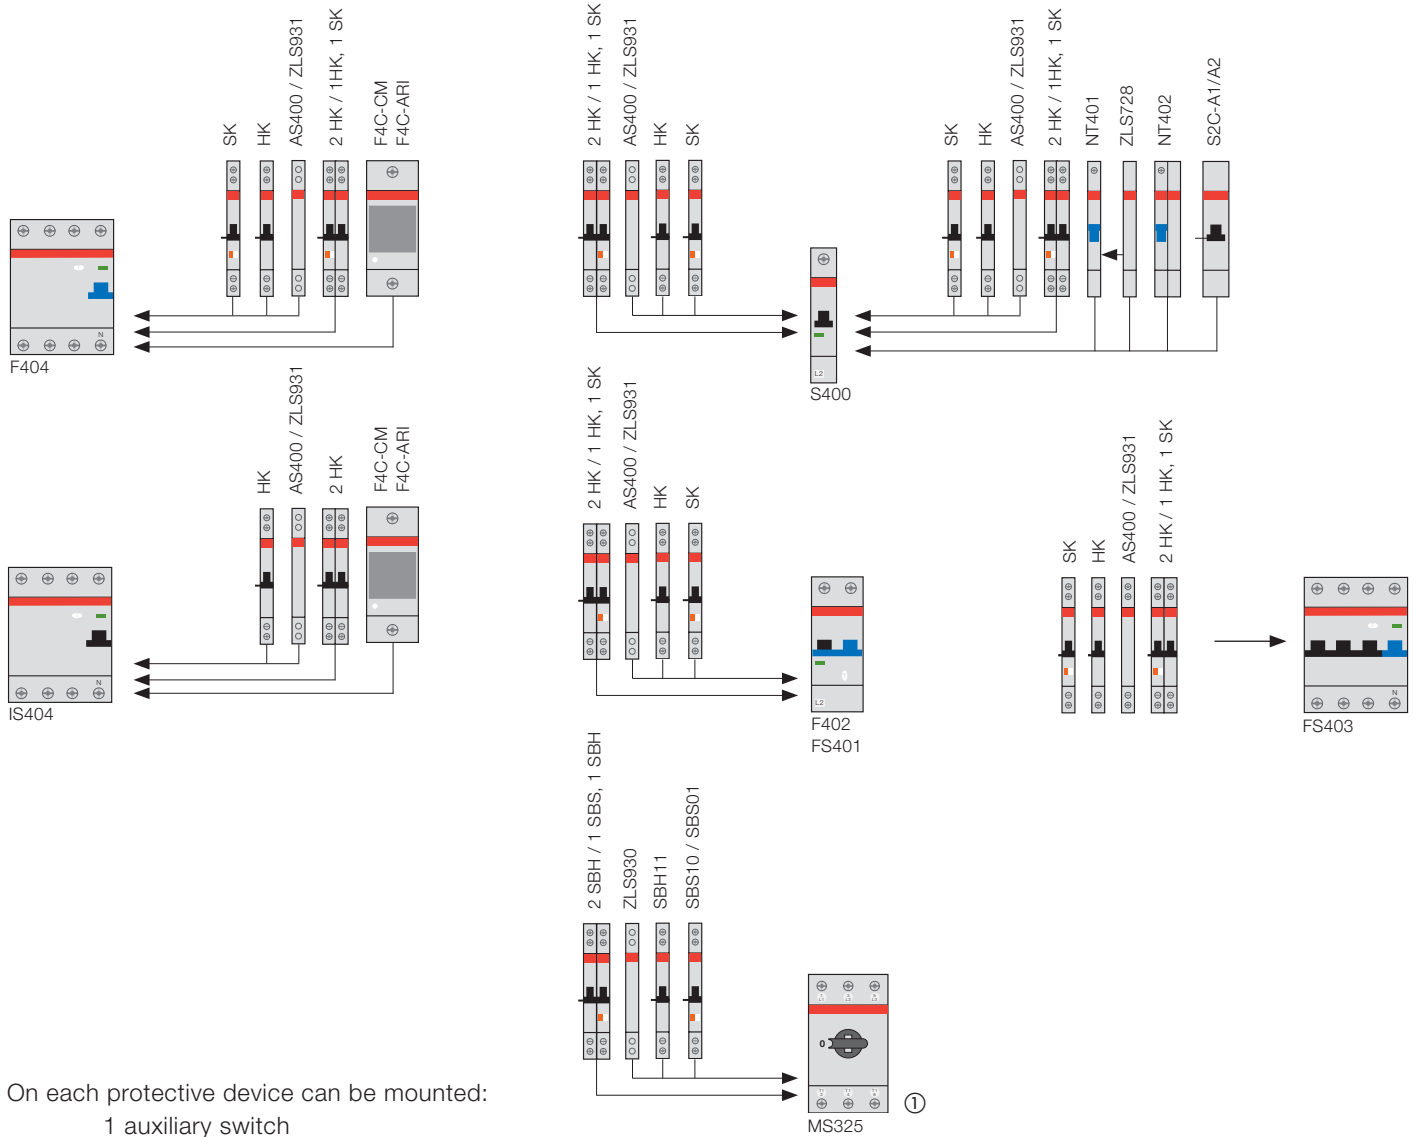 SK
HK
AS400 / ZLS931
2 HK / 1HK, 1 SK
F4C-CM
F4C-ARI
N
F404
2 HK / 1 HK, 1 SK
AS400 / ZLS931
HK
SK
L2
S400
SK
HK
AS400 / ZLS931
2 HK / 1HK, 1 SK
NT401
ZLS728
NT402
S2C-A1/A2
HK
AS400 / ZLS931
2 HK
F4C-CM
F4C-ARI
N
IS404
2 HK / 1 HK, 1 SK
AS400 / ZLS931
HK
SK
L2
F402
FS401
SK
HK
AS400 / ZLS931
2 HK / 1 HK, 1 SK
N
FS403
2 SBH / 1 SBS, 1 SBH
ZLS930
SBH11
SBS10 / SBS01
0
①
MS325
On each protective device can be mounted:
1 auxiliary switch